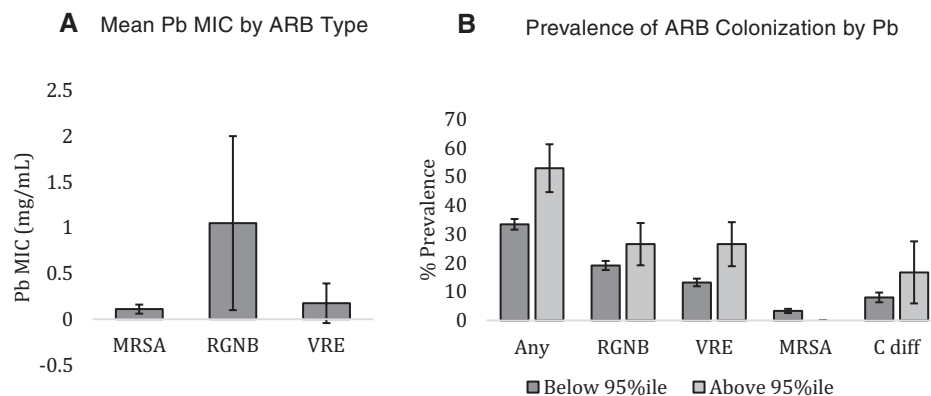 A Mean Pb MIC by ARB Type
Pb MIC (mg/mL)
2.5
2
1.5
1
0.5
0
-0.5
MRSA RGNB VRE
B Prevalence of ARB Colonization by Pb
% Prevalence
70
60
50
40
30
20
10
0
Any RGNB VRE MRSA C diff
Below 95%ile Above 95%ile